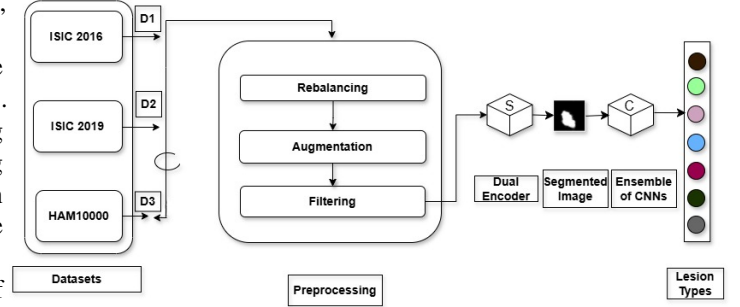 ISIC 2016
D1
ISIC 2019
D2
HAM10000
D3
Datasets
Rebalancing
Augmentation
Filtering
Preprocessing
S
C
Dual
Encoder
Segmented
Image
Ensemble
of CNNs
Lesion
Types